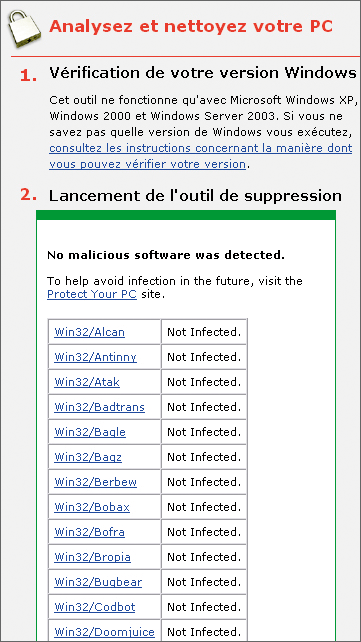 Analysez et nettoyez votre PC
1. Vérification de votre version Windows
Cet outil ne fonctionne qu'avec Microsoft Windows XP,
Windows 2000 et Windows Server 2003. Si vous ne
savez pas quelle version de Windows vous exécutez,
consultez les instructions concernant la manière dont
vous pouvez vérifier votre version.
2. Lancement de l'outil de suppression
No malicious software was detected.
To help avoid infection in the future, visit the
Protect Your PC site.
Win32/Alcan Not Infected.
Win32/Antinny Not Infected.
Win32/Atak Not Infected.
Win32/Badtrans Not Infected.
Win32/Bagle Not Infected.
Win32/Bagz Not Infected.
Win32/Berbew Not Infected.
Win32/Bobax Not Infected.
Win32/Bofra Not Infected.
Win32/Bropia Not Infected.
Win32/Bugbear Not Infected.
Win32/Codbot Not Infected.
Win32/Doomjuice Not Infected.